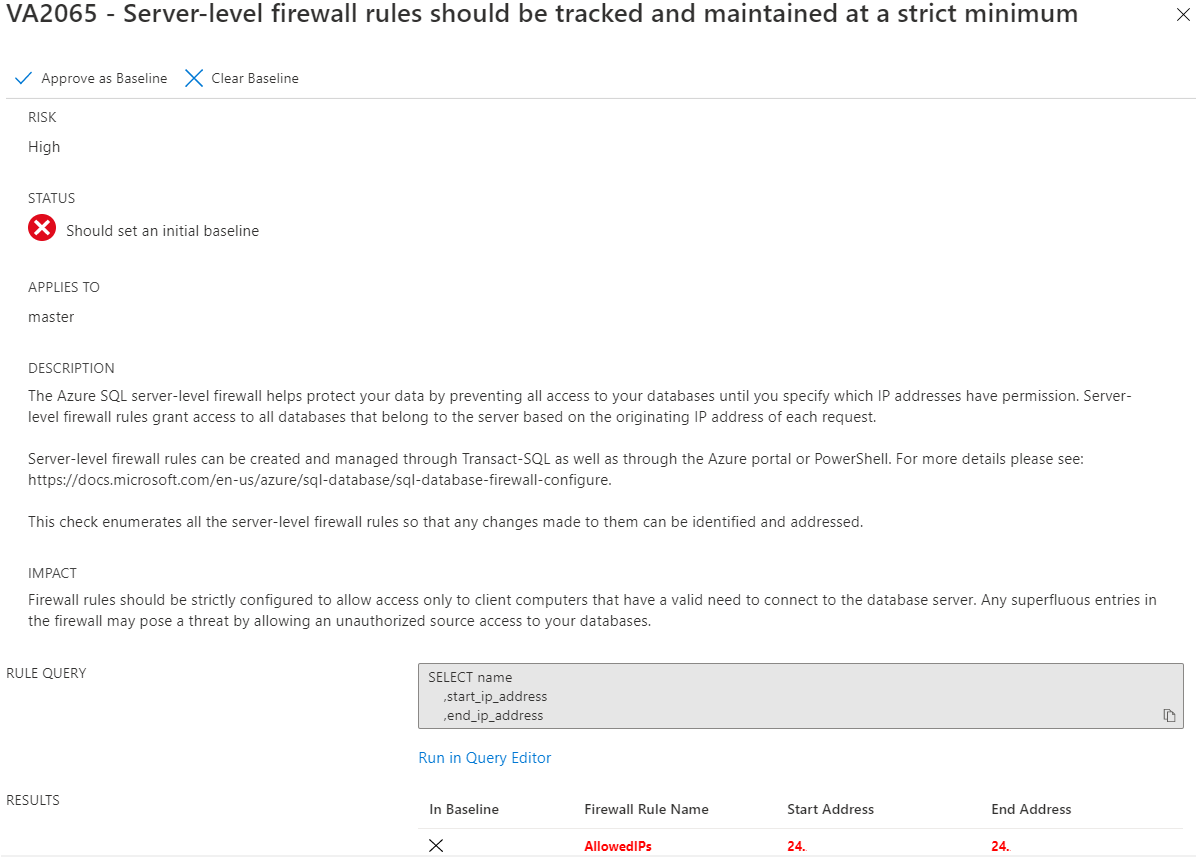 VA2065 - Server-level firewall rules should be tracked and maintained at a strict minimum
Approve as Baseline Clear Baseline
RISK
High
STATUS
Should set an initial baseline
APPLIES TO
master
DESCRIPTION
The Azure SQL server-level firewall helps protect your data by preventing all access to your databases until you specify which IP addresses have permission. Server-
level firewall rules grant access to all databases that belong to the server based on the originating IP address of each request.
Server-level firewall rules can be created and managed through Transact-SQL as well as through the Azure portal or PowerShell. For more details please see:
https://docs.microsoft.com/en-us/azure/sql-database/sql-database-firewall-configure.
This check enumerates all the server-level firewall rules so that any changes made to them can be identified and addressed.
IMPACT
Firewall rules should be strictly configured to allow access only to client computers that have a valid need to connect to the database server. Any superfluous entries in
the firewall may pose a threat by allowing an unauthorized source access to your databases.
RULE QUERY
SELECT name
,start_ip_address
,end_ip_address
Run in Query Editor
RESULTS
In Baseline Firewall Rule Name Start Address End Address
AllowedIPs 24. 24.